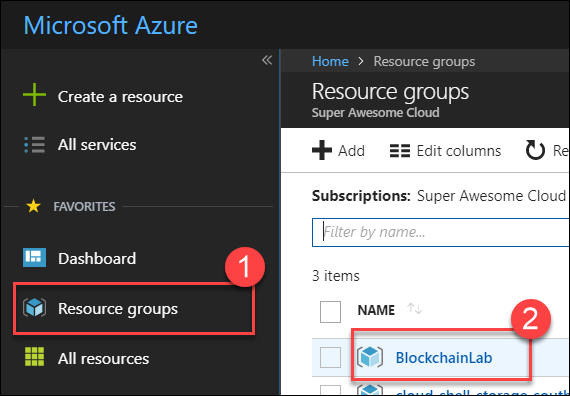 Microsoft Azure
«
Create a resource
All services
FAVORITES
Dashboard
1
Resource groups
All resources
Home > Resource groups
Resource groups
Super Awesome Cloud
Add Edit columns Re
Subscriptions: Super Awesome Cloud
Filter by name...
3 items
NAME
2
BlockchainLab
cloud-shell-storage-south